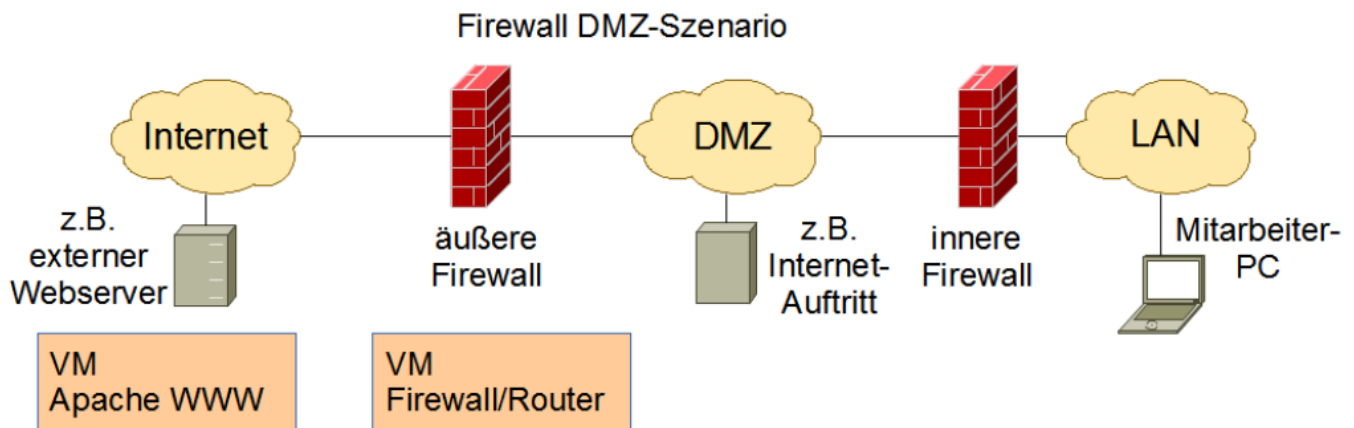 Firewall DMZ-Szenario
Internet
DMZ
LAN
z.B.
externer
Webserver
äußere
Firewall
z.B.
Internet-
Auftritt
innere
Firewall
Mitarbeiter-
PC
VM
Apache WWW
VM
Firewall/Router